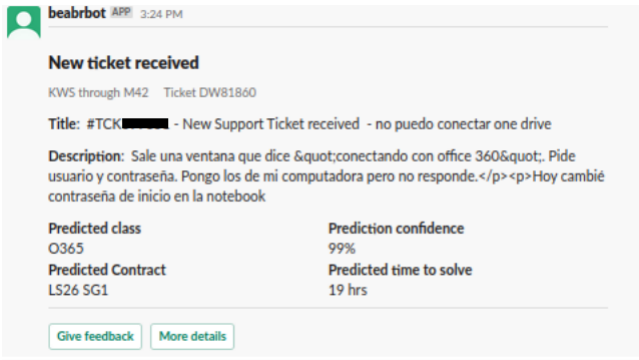 beabrbot APP 3:24 PM
New ticket received
KWS through M42 Ticket DW81860
Title: #TCK - New Support Ticket received - no puedo conectar one drive
Description: Sale una ventana que dice &quot;conectando con office 360&quot;. Pide
usuario y contraseña. Pongo los de mi computadora pero no responde.</p><p>Hoy cambié
contraseña de inicio en la notebook
Predicted class Prediction confidence
O365 99%
Predicted Contract Predicted time to solve
LS26 SG1 19 hrs
Give feedback More details